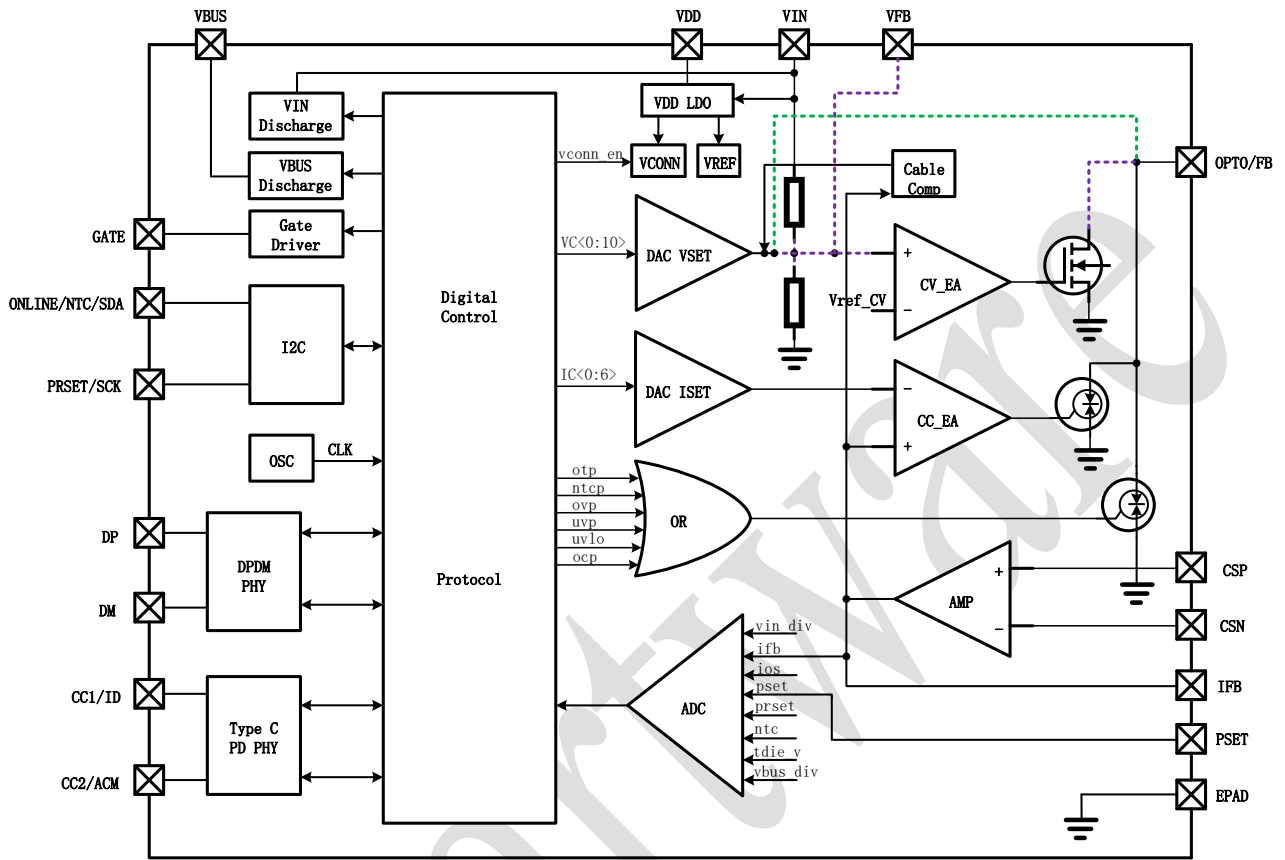 VBUS
VDD
VIN
VFB
VIN
Discharge
VBUS
Discharge
Gate
Driver
GATE
ONLINE/NTC/SDA
PRSET/SCK
I2C
OSC
CLK
DP
DM
DPDM
PHY
CC1/ID
CC2/ACM
Type C
PD PHY
Digital
Control
Protocol
VDD LDO
vconn_en
VCONN
VREF
Cable
Comp
OPTO/FB
VC<0:10>
DAC VSET
Vref_CV
+
CV_EA
−
IC<0:6>
DAC ISET
−
CC_EA
+
otp
ntcp
ovp
uvp
uvlo
ocp
OR
+
AMP
−
CSP
CSN
IFB
PSET
EPAD
ADC
vin_div
ifb
ios
pset
prset
ntc
tdie_v
vbus_div